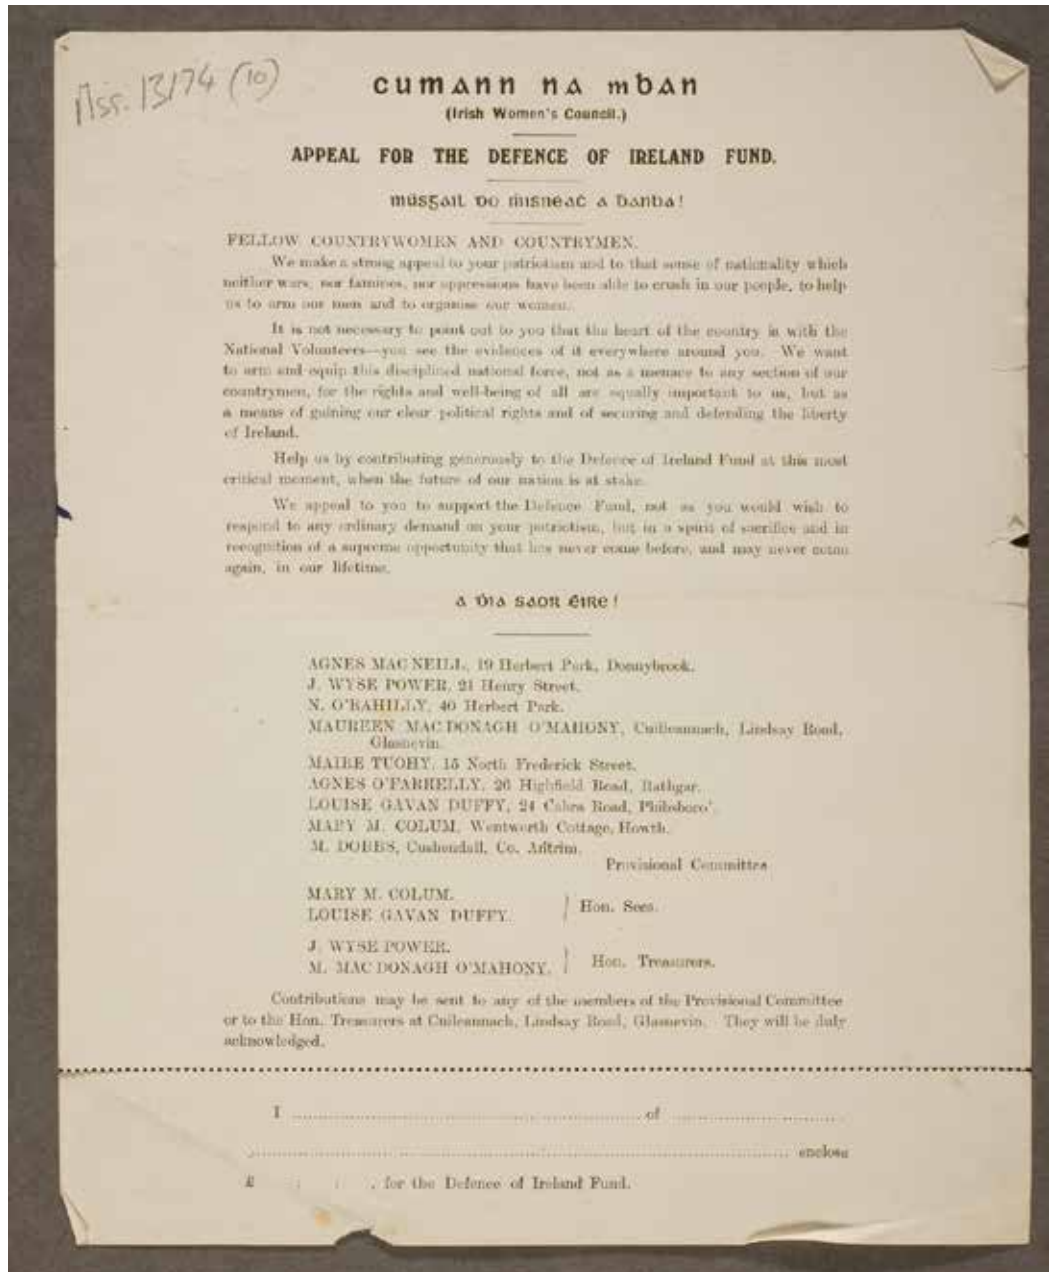 Mss. 13174 (10)
cumann na mban
(Irish Women's Council.)
APPEAL FOR THE DEFENCE OF IRELAND FUND.
músgail do ṁisneaċ a ḃanba!
FELLOW COUNTRYWOMEN AND COUNTRYMEN.
We make a strong appeal to your patriotism and to that sense of nationality which
neither wars, nor famines, nor oppressions have been able to crush in our people, to help
us to arm our men and to organise our women.
It is not necessary to point out to you that the heart of the country is with the
National Volunteers—you see the evidences of it everywhere around you. We want
to arm and equip this disciplined national force, not as a menace to any section of our
countrymen, for the rights and well-being of all are equally important to us, but as
a means of gaining our clear political rights and of securing and defending the liberty
of Ireland.
Help us by contributing generously to the Defence of Ireland Fund at this most
critical moment, when the future of our nation is at stake.
We appeal to you to support the Defence Fund, not as you would wish to
respond to any ordinary demand on your patriotism, but in a spirit of sacrifice and in
recognition of a supreme opportunity that has never come before, and may never come
again, in our lifetime.
a ḋia saor éire!
AGNES MAC NEILL, 19 Herbert Park, Donnybrook.
J. WYSE POWER, 21 Henry Street.
N. O'RAHILLY, 40 Herbert Park.
MAUREEN MAC DONAGH O'MAHONY, Cuileannach, Lindsay Road,
Glasnevin.
MAIRE TUOHY, 15 North Frederick Street.
AGNES O'FARRELLY, 26 Highfield Road, Rathgar.
LOUISE GAVAN DUFFY, 24 Cabra Road, Phibsboro'.
MARY M. COLUM, Wentworth Cottage, Howth.
M. DOBBS, Cushendall, Co. Antrim.
Provisional Committee
MARY M. COLUM.
LOUISE GAVAN DUFFY. } Hon. Secs.
J. WYSE POWER.
M. MAC DONAGH O'MAHONY. } Hon. Treasurers.
Contributions may be sent to any of the members of the Provisional Committee
or to the Hon. Treasurers at Cuileannach, Lindsay Road, Glasnevin. They will be duly
acknowledged.
I ........ of ........
........ enclose
£ : : , for the Defence of Ireland Fund.